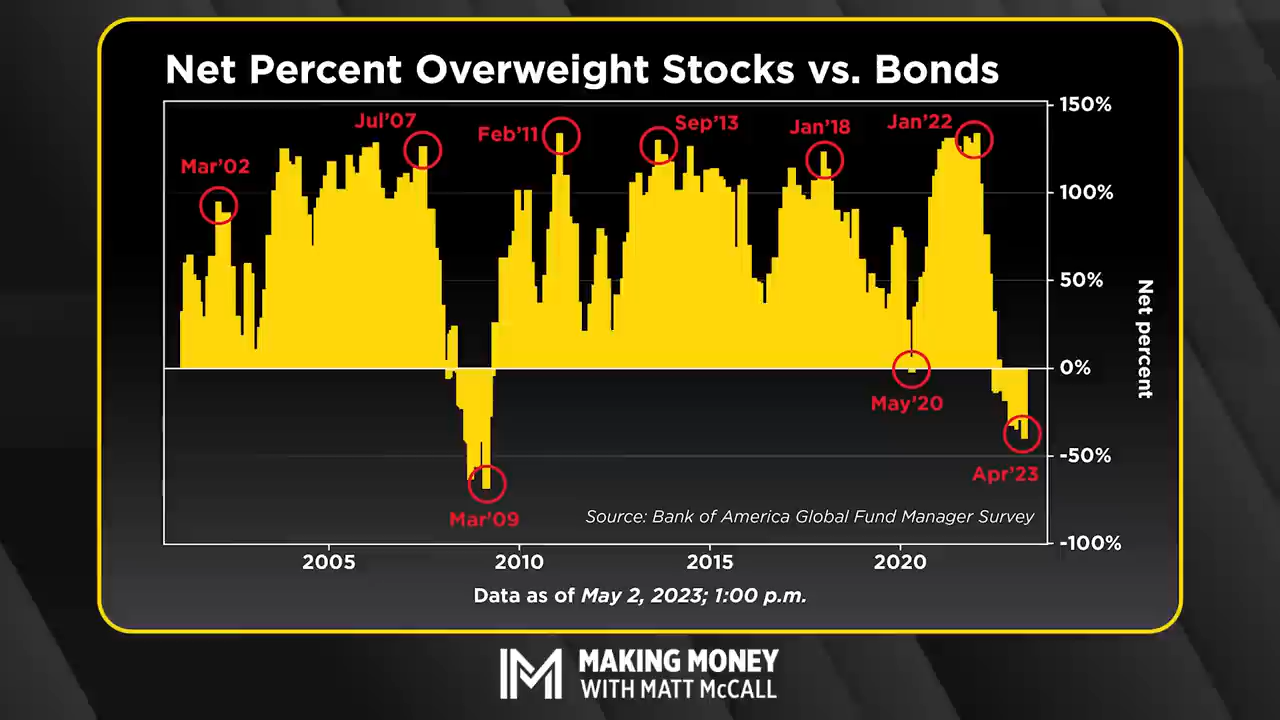 Net Percent Overweight Stocks vs. Bonds
150%
100%
50%
0%
-50%
-100%
Net percent
Mar’02
Jul’07
Feb’11
Sep’13
Jan’18
Jan’22
May’20
Mar’09
Apr’23
Source: Bank of America Global Fund Manager Survey
2005 2010 2015 2020
Data as of May 2, 2023; 1:00 p.m.
MAKING MONEY
WITH MATT McCALL